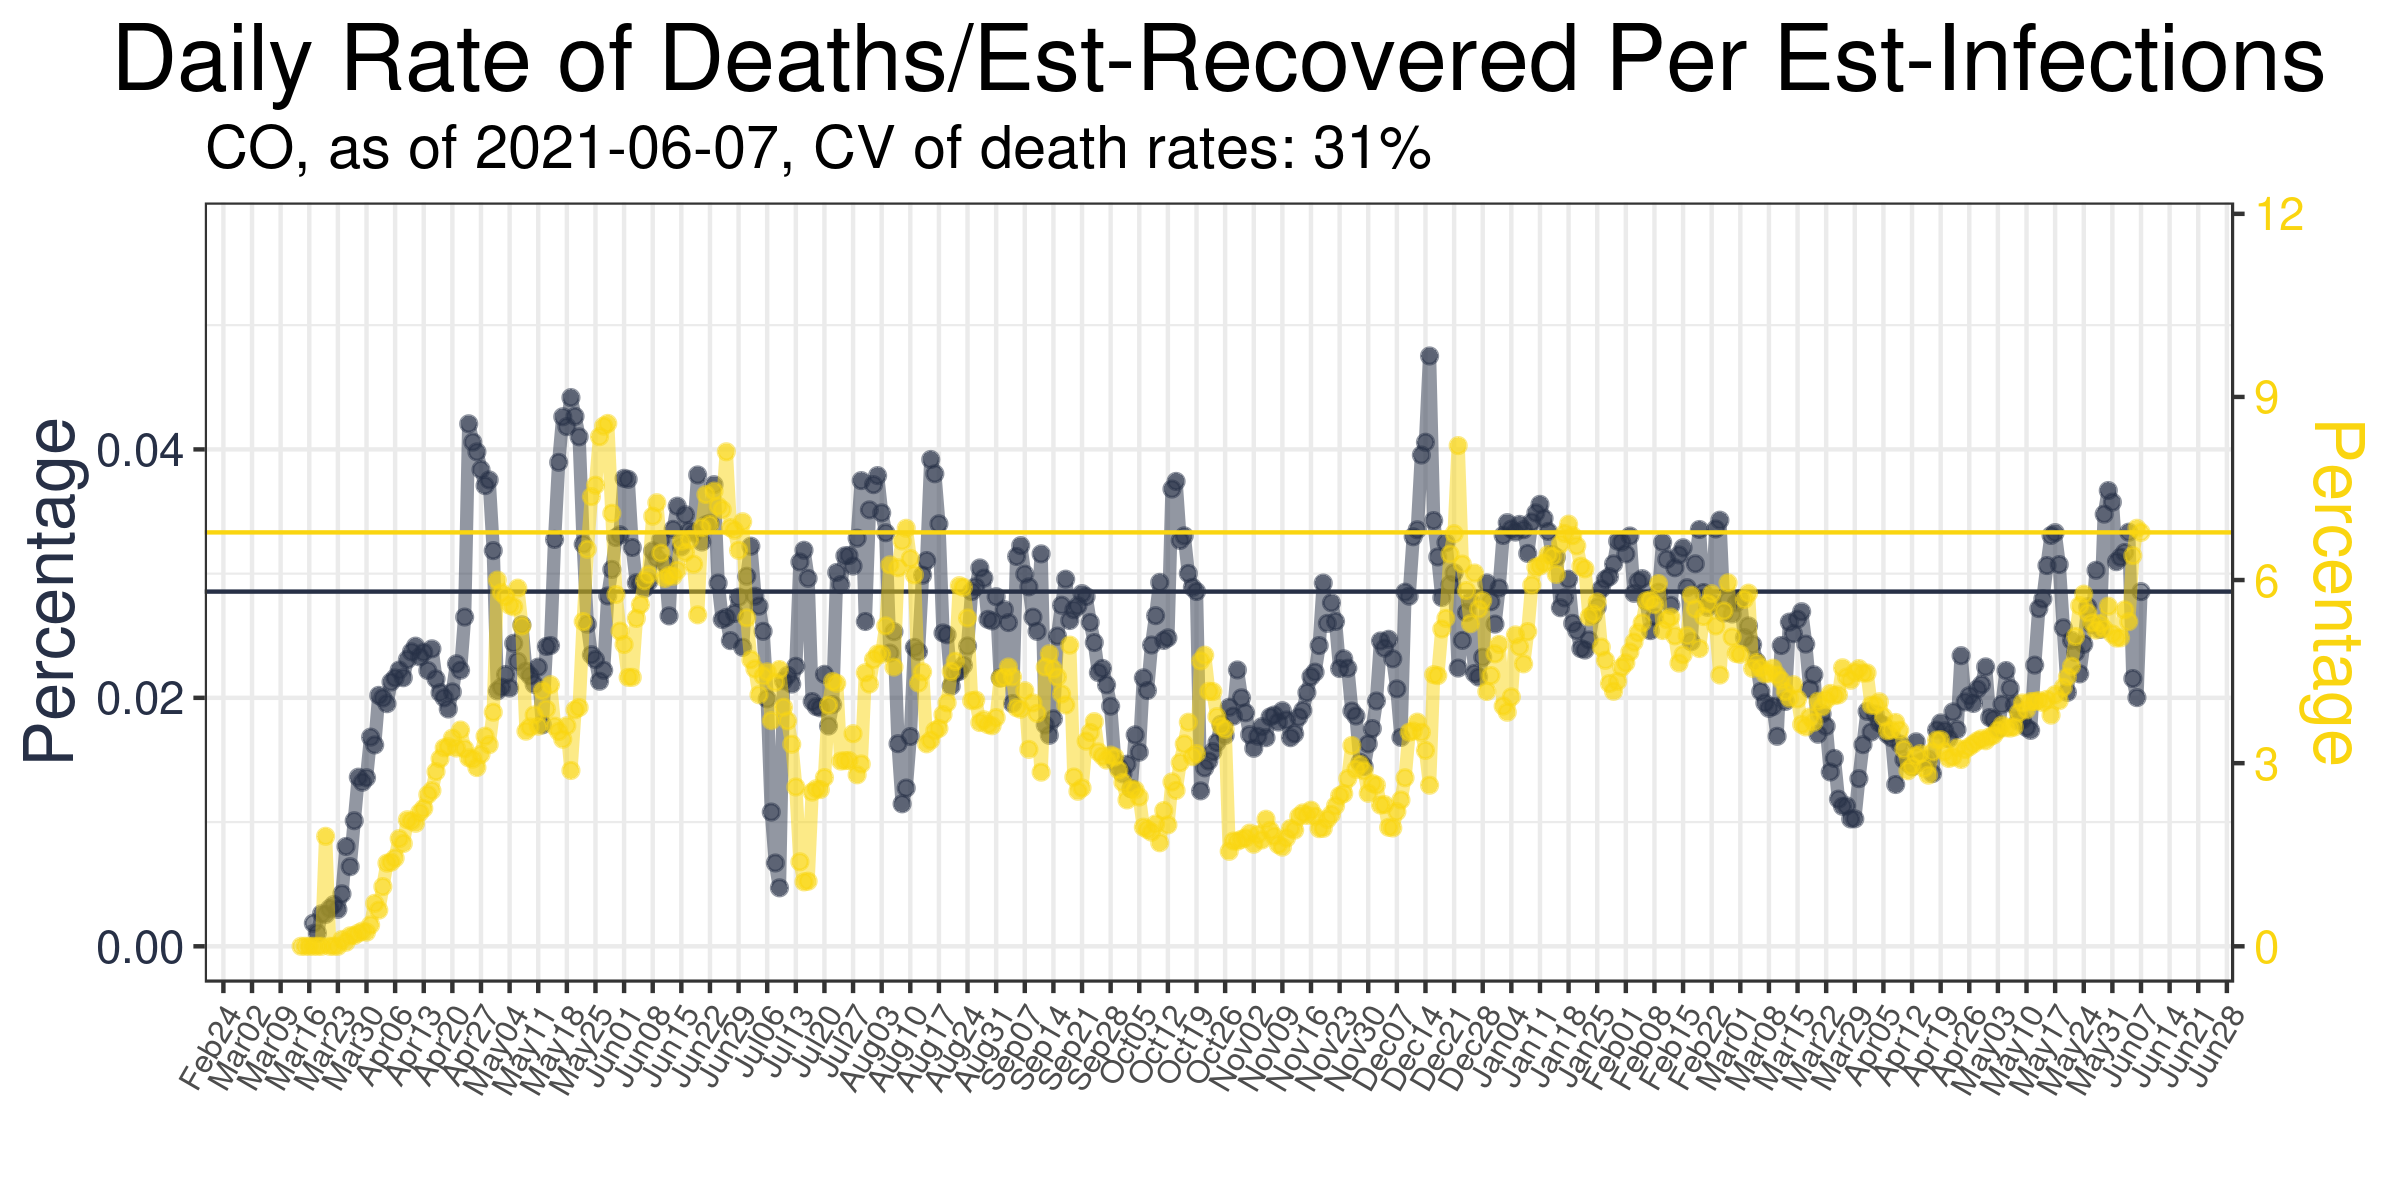 Daily Rate of Deaths/Est-Recovered Per Est-Infections
CO, as of 2021-06-07, CV of death rates: 31%
Percentage
0.04
0.02
0.00
12
9
6
3
0
Percentage
Feb24
Mar02
Mar09
Mar16
Mar23
Mar30
Apr06
Apr13
Apr20
Apr27
May04
May11
May18
May25
Jun01
Jun08
Jun15
Jun22
Jun29
Jul06
Jul13
Jul20
Jul27
Aug03
Aug10
Aug17
Aug24
Aug31
Sep07
Sep14
Sep21
Sep28
Oct05
Oct12
Oct19
Oct26
Nov02
Nov09
Nov16
Nov23
Nov30
Dec07
Dec14
Dec21
Dec28
Jan04
Jan11
Jan18
Jan25
Feb01
Feb08
Feb15
Feb22
Mar01
Mar08
Mar15
Mar22
Mar29
Apr05
Apr12
Apr19
Apr26
May03
May10
May17
May24
May31
Jun07
Jun14
Jun21
Jun28